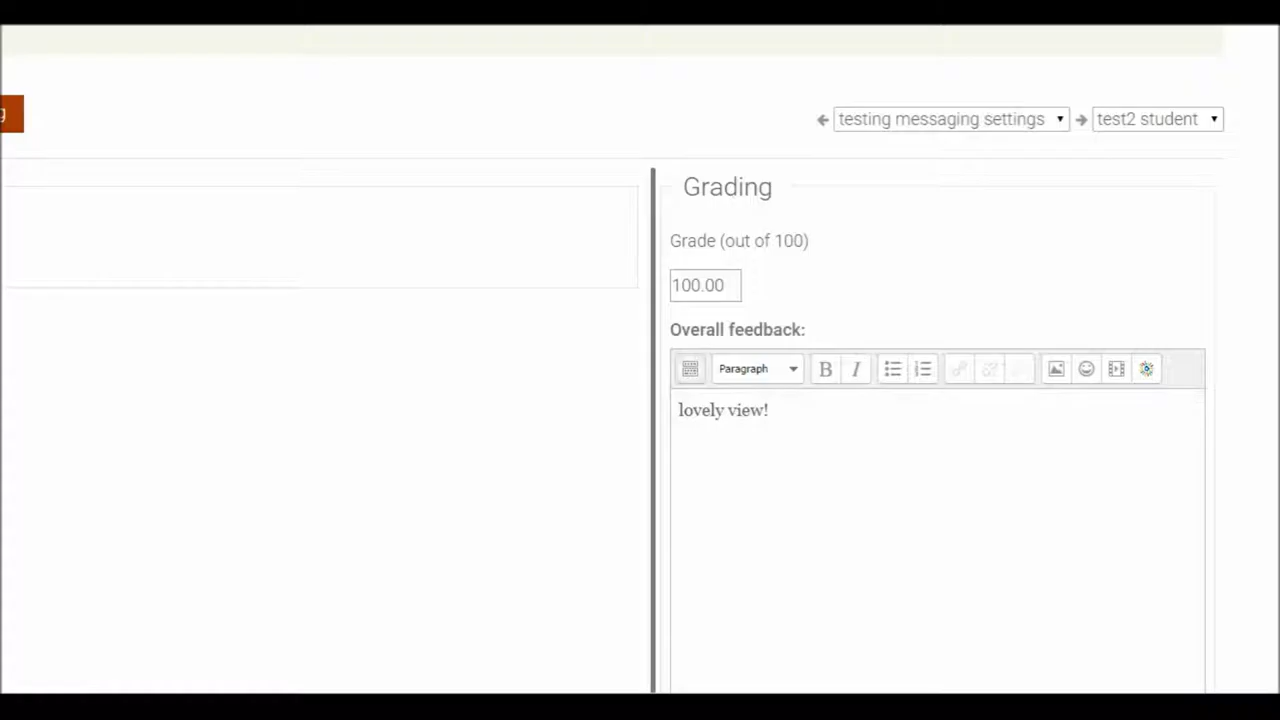 g
testing messaging settings
test2 student
Grading
Grade (out of 100)
100.00
Overall feedback:
Paragraph
B I
lovely view!